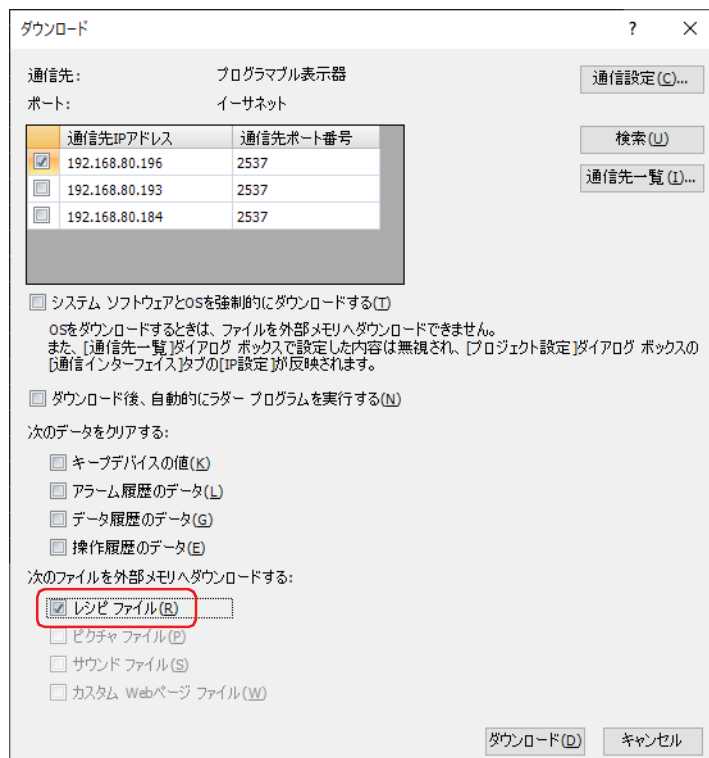 ダウンロード
通信先: プログラマブル表示器
通信設定(C)...
ポート: イーサネット
通信先IPアドレス 通信先ポート番号
検索(U)
192.168.80.196 2537
通信先一覧(I)...
192.168.80.193 2537
192.168.80.184 2537
システム ソフトウェアとOSを強制的にダウンロードする(T)
OSをダウンロードするときは、ファイルを外部メモリへダウンロードできません。
また、[通信先一覧]ダイアログ ボックスで設定した内容は無視され、[プロジェクト設定]ダイアログ ボックスの
[通信インターフェイス]タブの[IP設定]が反映されます。
ダウンロード後、自動的にラダー プログラムを実行する(N)
次のデータをクリアする:
キープデバイスの値(K)
アラーム履歴のデータ(L)
データ履歴のデータ(G)
操作履歴のデータ(E)
次のファイルを外部メモリへダウンロードする:
レシピ ファイル(R)
ピクチャ ファイル(P)
サウンド ファイル(S)
カスタム Webページ ファイル(W)
ダウンロード(D) キャンセル